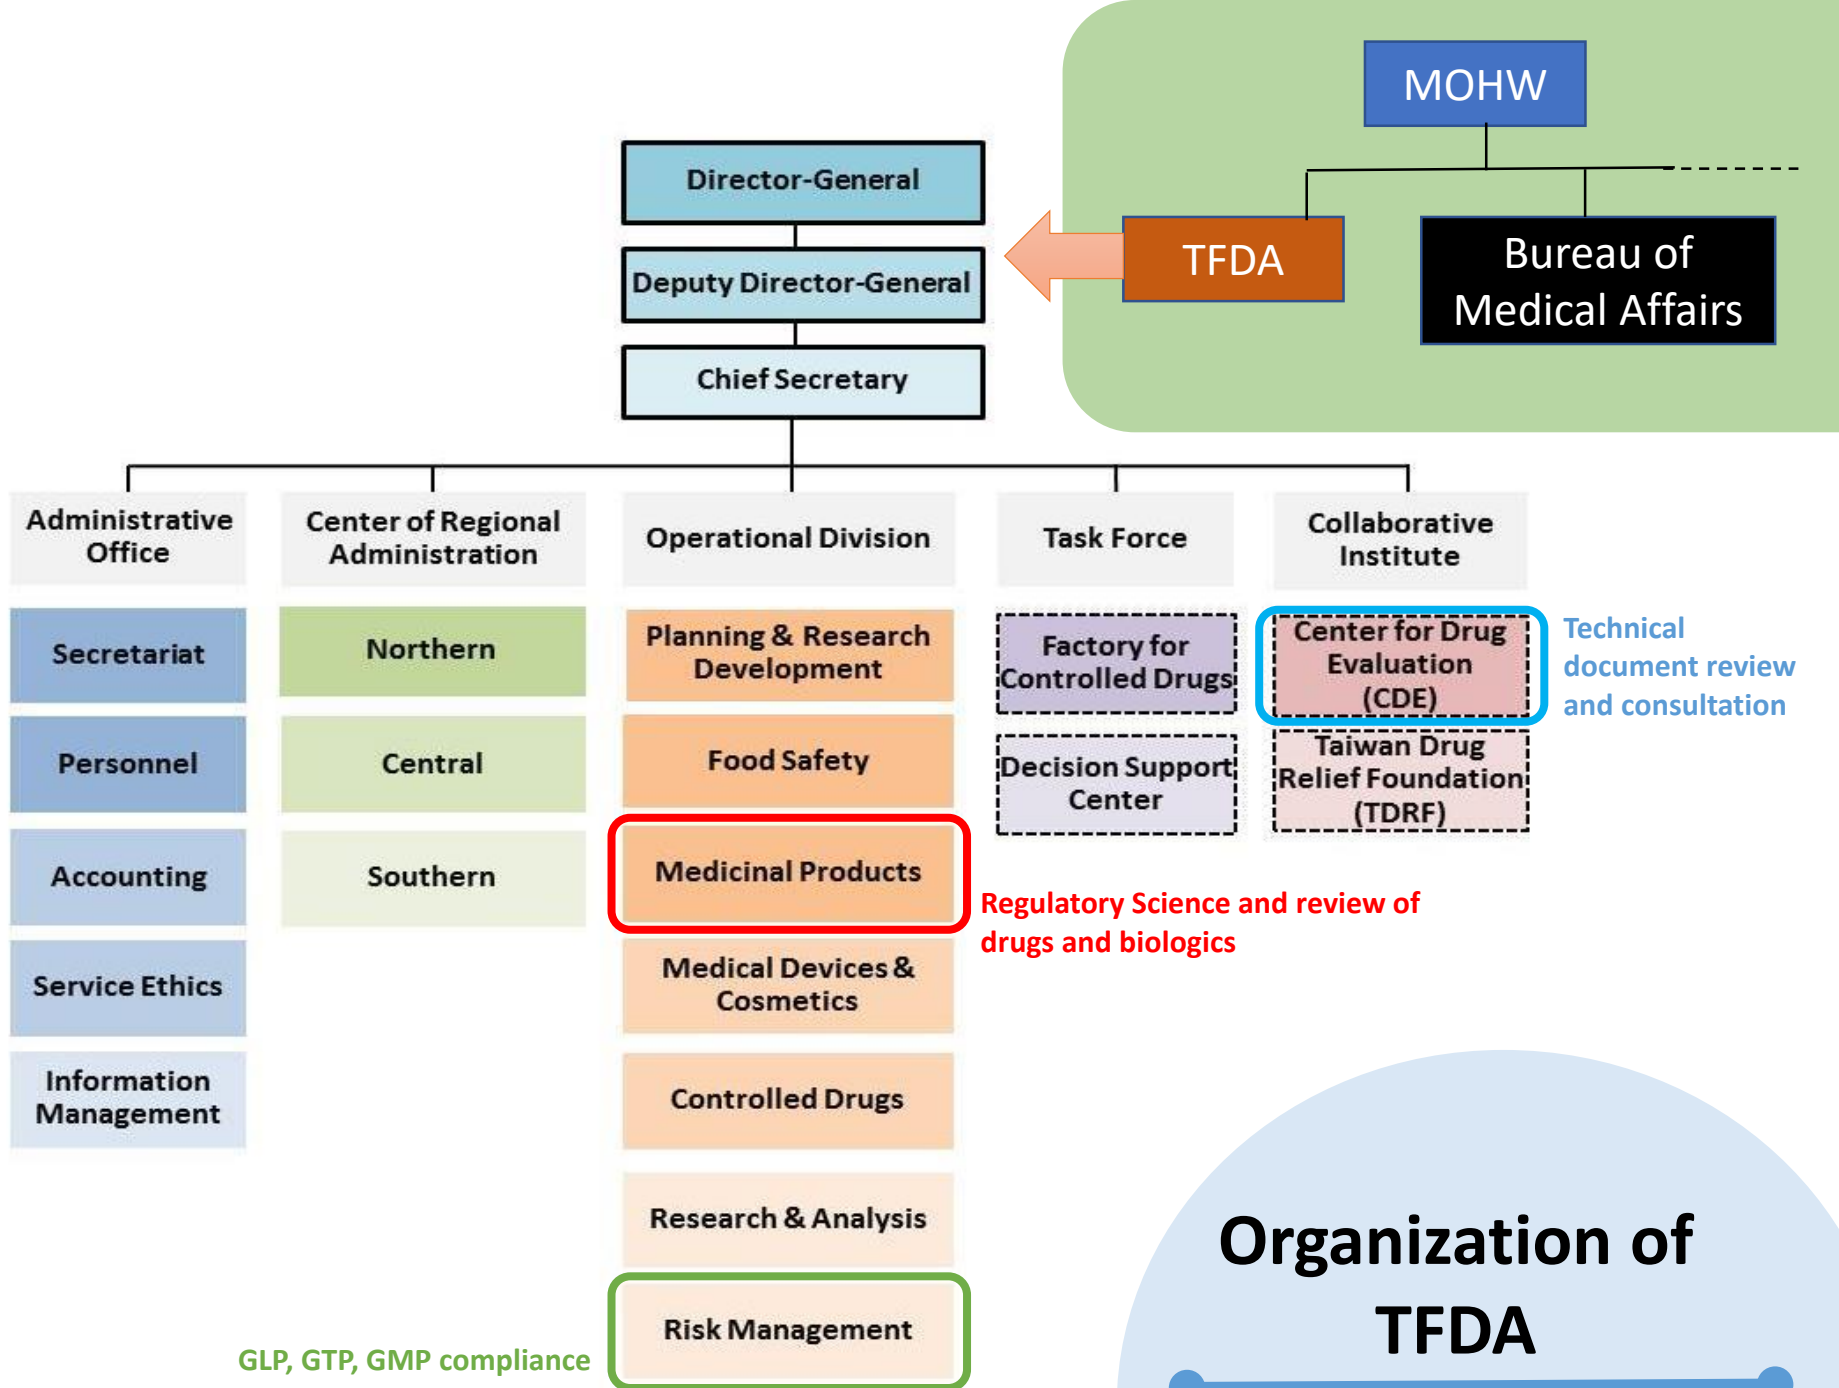 MOHW
TFDA
Bureau of
Medical Affairs
Director-General
Deputy Director-General
Chief Secretary
Administrative
Office
Center of Regional
Administration
Operational Division
Task Force
Collaborative
Institute
Secretariat
Personnel
Accounting
Service Ethics
Information
Management
Northern
Central
Southern
Planning & Research
Development
Food Safety
Medicinal Products
Medical Devices &
Cosmetics
Controlled Drugs
Research & Analysis
Risk Management
Factory for
Controlled Drugs
Decision Support
Center
Center for Drug
Evaluation
(CDE)
Taiwan Drug
Relief Foundation
(TDRF)
Technical
document review
and consultation
Regulatory Science and review of
drugs and biologics
GLP, GTP, GMP compliance
Organization of
TFDA